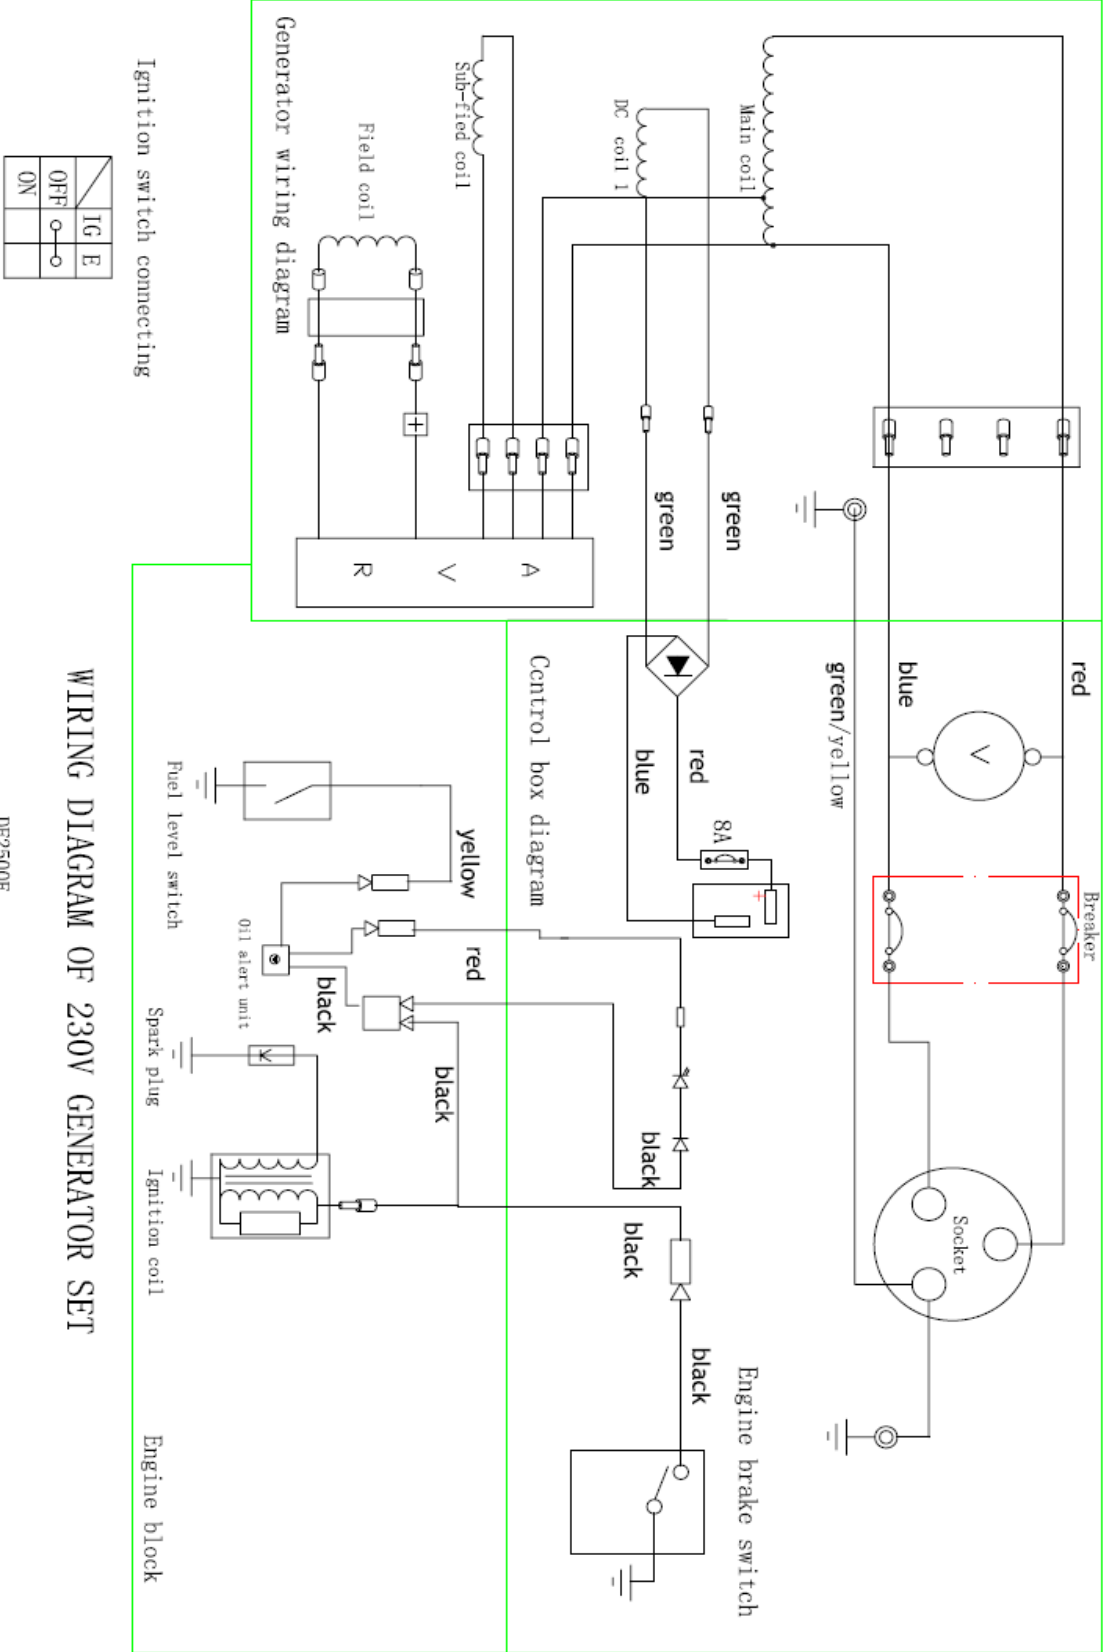 Generator wiring diagram
Main coil
DC coil 1
Sub-fied coil
Field coil
green
green
A
V
R
red
blue
green/yellow
V
Breaker
Socket
Control box diagram
red
blue
8A
+
+
Engine brake switch
black
black
black
yellow
red
black
black
Fuel level switch
Oil alert unit
Spark plug
Ignition coil
Engine block
Ignition switch connecting
IG E
OFF
ON
WIRING DIAGRAM OF 230V GENERATOR SET